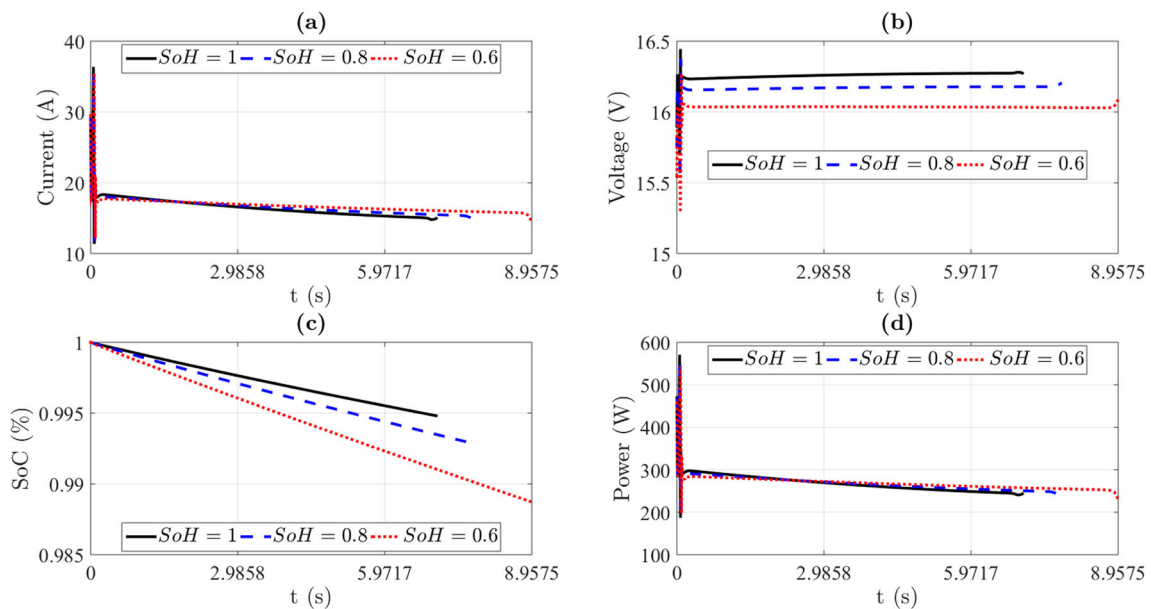 (a)
40
30
20
10
Current (A)
SoH = 1 SoH = 0.8 SoH = 0.6
0 2.9858 5.9717 8.9575
t (s)
(b)
16.5
16
15.5
15
Voltage (V)
SoH = 1 SoH = 0.8 SoH = 0.6
0 2.9858 5.9717 8.9575
t (s)
(c)
1
0.995
0.99
0.985
SoC (%)
SoH = 1 SoH = 0.8 SoH = 0.6
0 2.9858 5.9717 8.9575
t (s)
(d)
600
500
400
300
200
100
Power (W)
SoH = 1 SoH = 0.8 SoH = 0.6
0 2.9858 5.9717 8.9575
t (s)